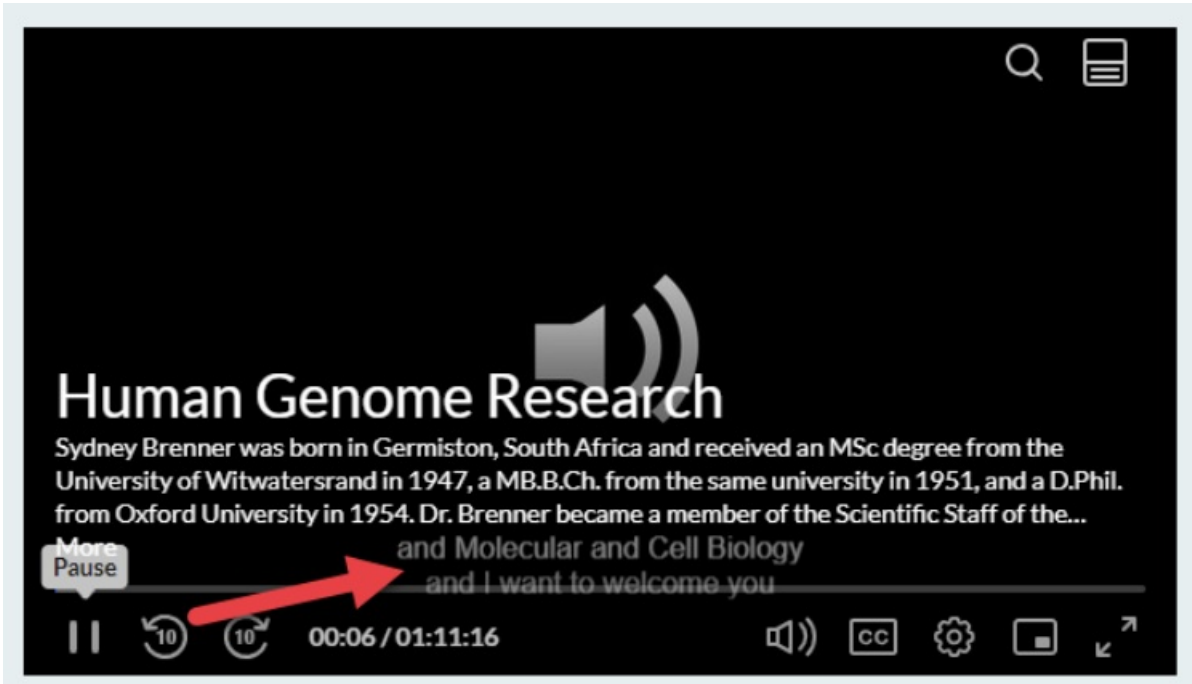 Human Genome Research
Sydney Brenner was born in Germiston, South Africa and received an MSc degree from the
University of Witwatersrand in 1947, a MB.B.Ch. from the same university in 1951, and a D.Phil.
from Oxford University in 1954. Dr. Brenner became a member of the Scientific Staff of the...
More
and Molecular and Cell Biology
Pause
and I want to welcome you
10
10
00:06 / 01:11:16
CC